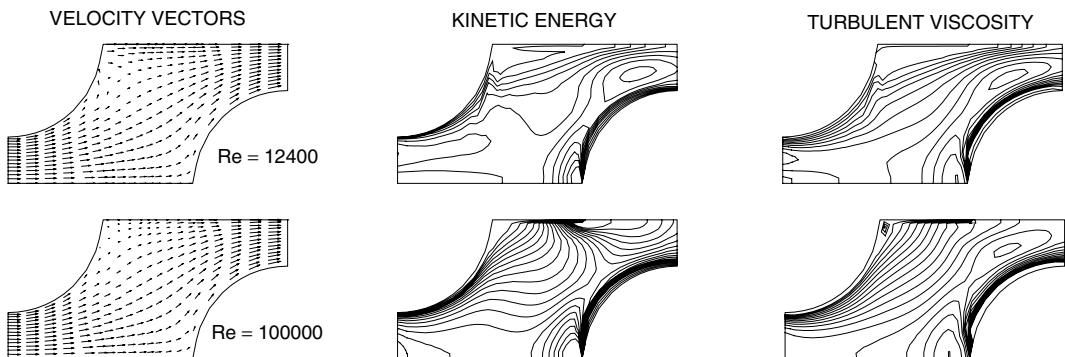 VELOCITY VECTORS
KINETIC ENERGY
TURBULENT VISCOSITY
Re = 12400
Re = 100000